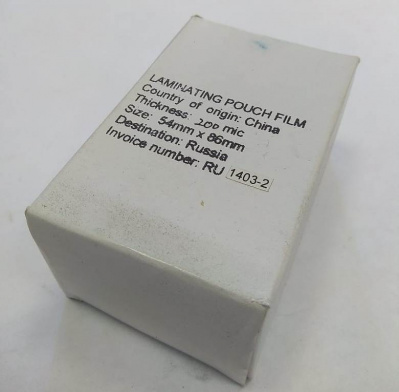 LAMINATING POUCH FILM
Country of origin: China
Thickness: 200 mic
Size: 54mm x 86mm
Destination: Russia
Invoice number: RU 1403-2